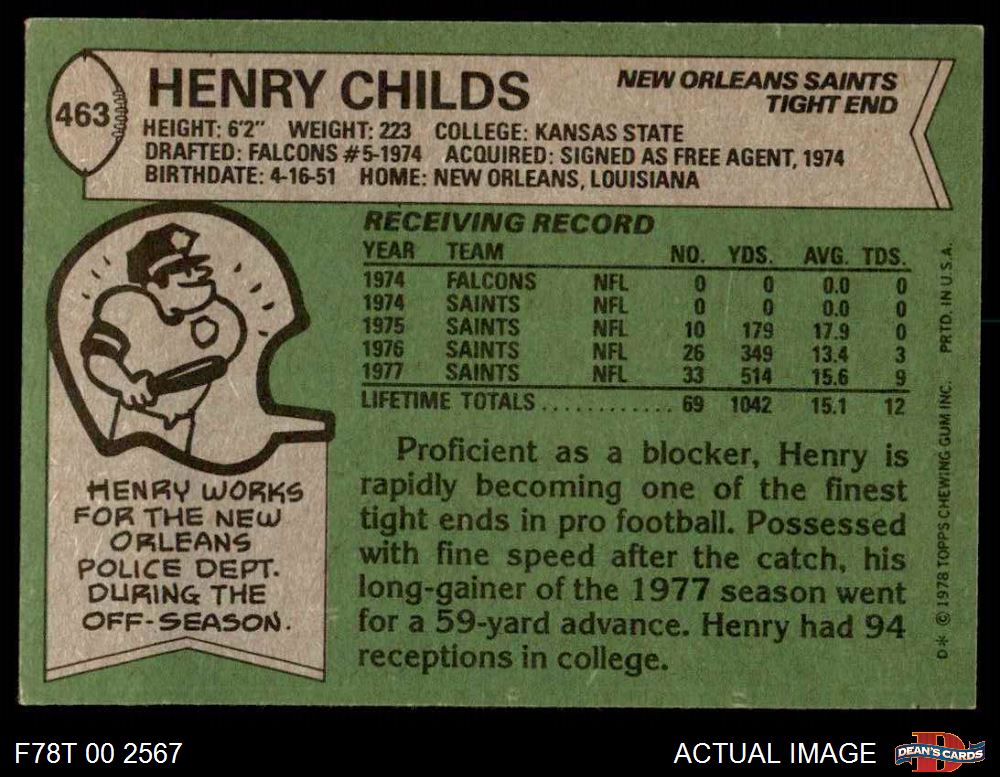 463
HENRY CHILDS
NEW ORLEANS SAINTS
TIGHT END
HEIGHT: 6'2" WEIGHT: 223 COLLEGE: KANSAS STATE
DRAFTED: FALCONS #5-1974 ACQUIRED: SIGNED AS FREE AGENT, 1974
BIRTHDATE: 4-16-51 HOME: NEW ORLEANS, LOUISIANA
RECEIVING RECORD
YEAR TEAM NO. YDS. AVG. TDS.
1974 FALCONS NFL 0 0 0.0 0
1974 SAINTS NFL 0 0 0.0 0
1975 SAINTS NFL 10 179 17.9 0
1976 SAINTS NFL 26 349 13.4 3
1977 SAINTS NFL 33 514 15.6 9
LIFETIME TOTALS............ 69 1042 15.1 12
HENRY WORKS
FOR THE NEW
ORLEANS
POLICE DEPT.
DURING THE
OFF-SEASON.
Proficient as a blocker, Henry is
rapidly becoming one of the finest
tight ends in pro football. Possessed
with fine speed after the catch, his
long-gainer of the 1977 season went
for a 59-yard advance. Henry had 94
receptions in college.
D* © 1978 TOPPS CHEWING GUM INC. PRTD. IN U.S.A.
F78T 00 2567
ACTUAL IMAGE
D
DEAN'S CARDS